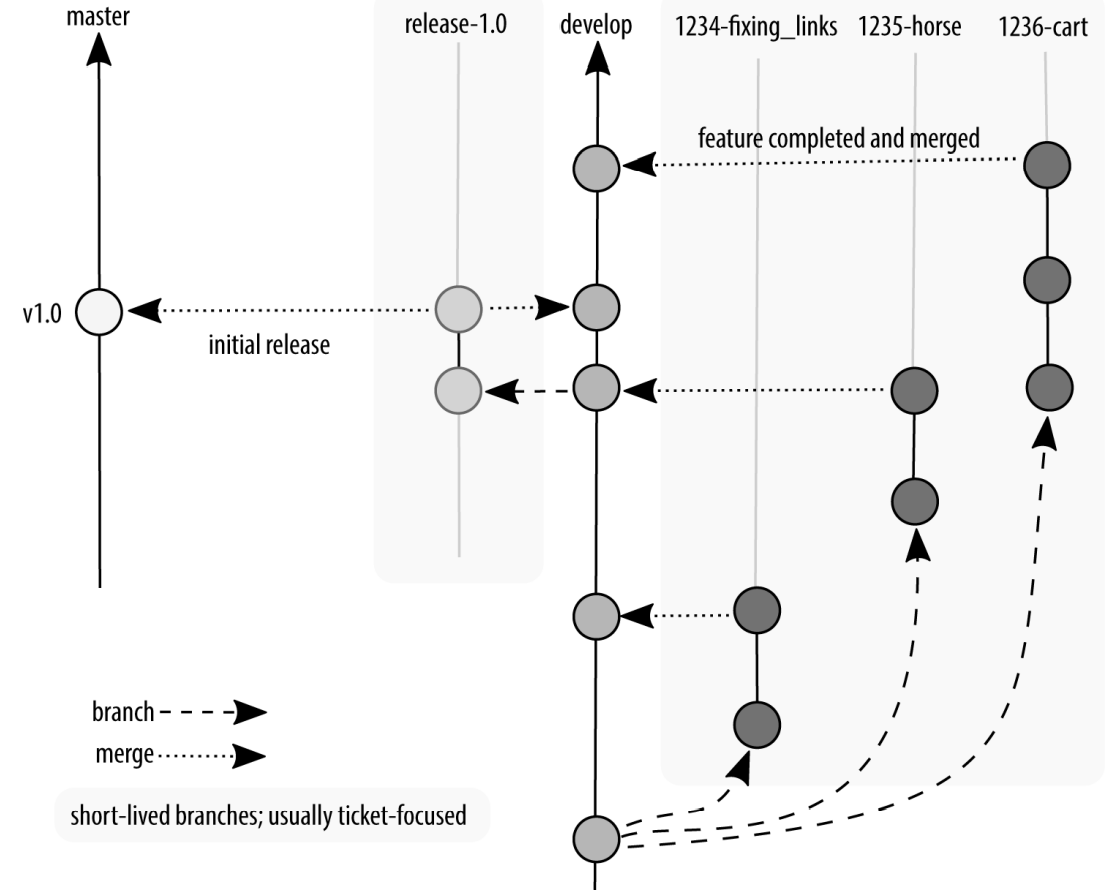 master
release-1.0
develop
1234-fixing_links
1235-horse
1236-cart
feature completed and merged
v1.0
initial release
branch
merge
short-lived branches; usually ticket-focused